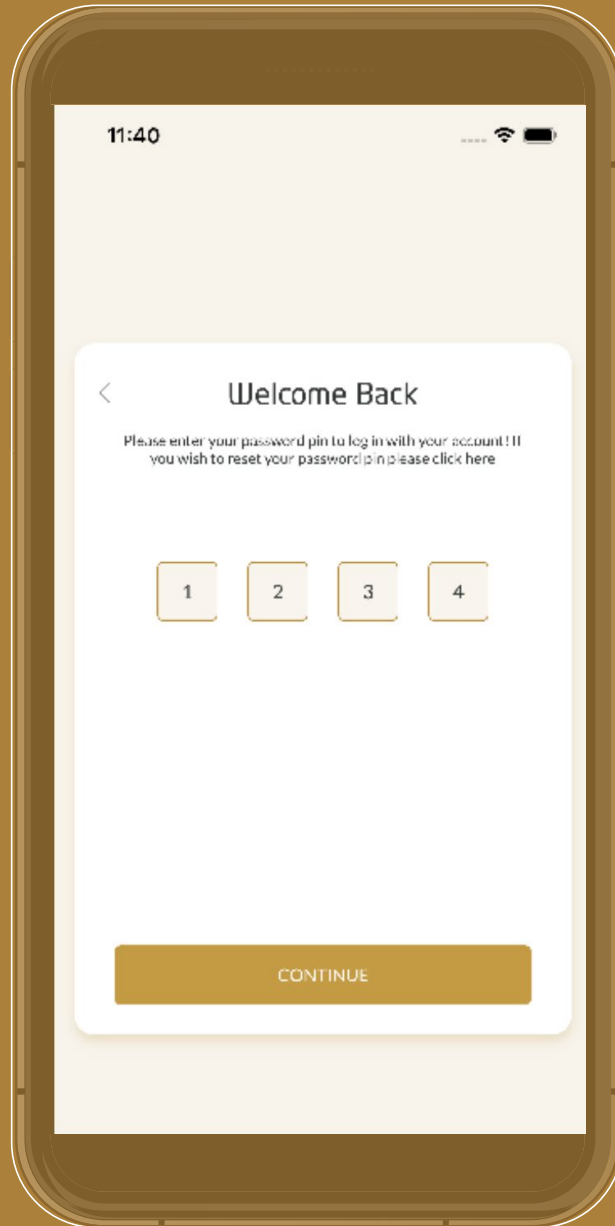 11:40
Welcome Back
Please enter your password pin to log in with your account! If
you wish to reset your password pin please click here
1 2 3 4
CONTINUE